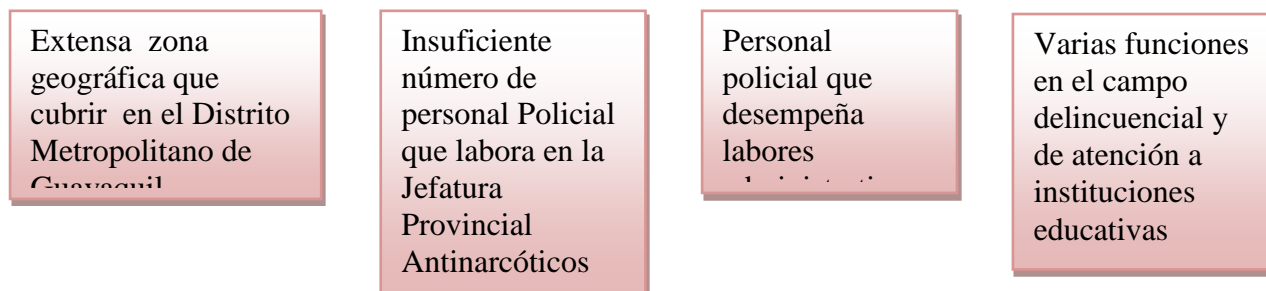 Extensa zona
geográfica que
cubrir en el Distrito
Metropolitano de
Guayaquil
Insuficiente
número de
personal Policial
que labora en la
Jefatura
Provincial
Antinarcóticos
Personal
policial que
desempeña
labores
Varias funciones
en el campo
delincuencial y
de atención a
instituciones
educativas